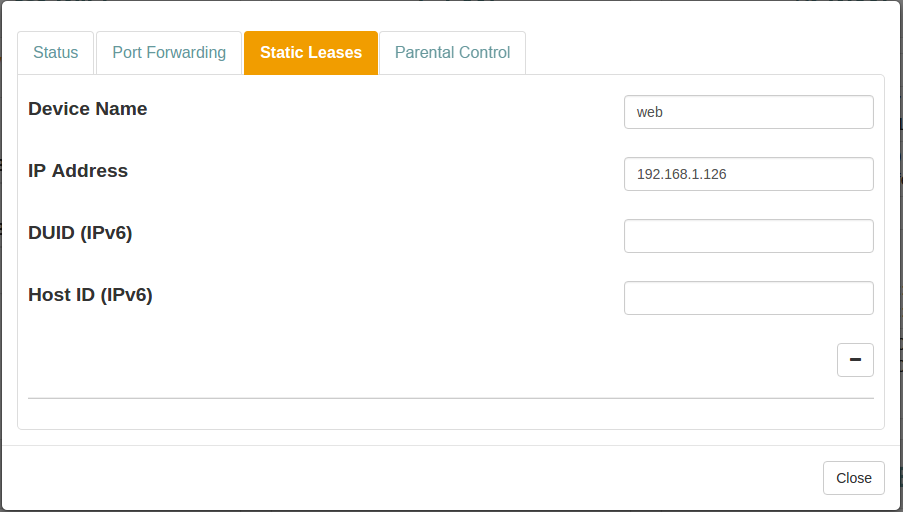 Status Port Forwarding Static Leases Parental Control
Device Name web
IP Address 192.168.1.126
DUID (IPv6)
Host ID (IPv6)
Close